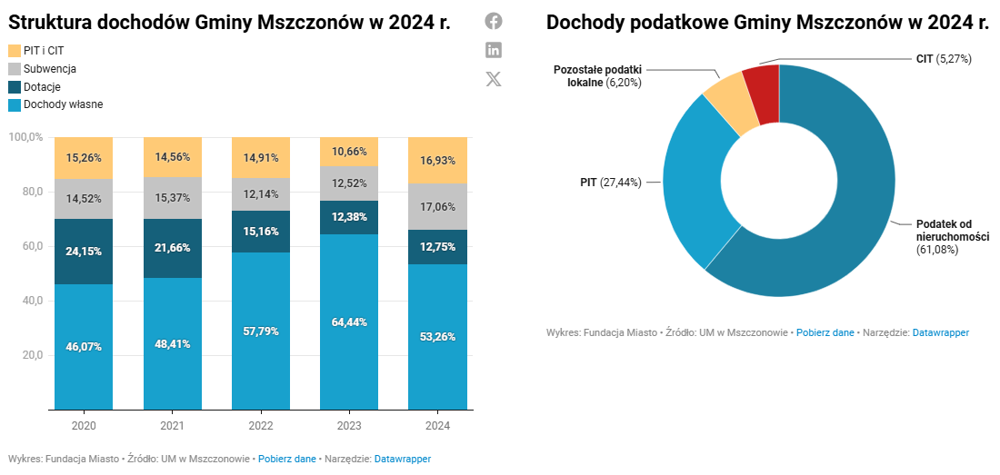 Struktura dochodów Gminy Mszczonów w 2024 r.
PIT i CIT
Subwencja
Dotacje
Dochody własne
100,0%
80,0
60,0
40,0
20,0
15,26%
14,52%
24,15%
46,07%
14,56%
15,37%
21,66%
48,41%
14,91%
12,14%
15,16%
57,79%
10,66%
12,52%
12,38%
64,44%
16,93%
17,06%
12,75%
53,26%
2020
2021
2022
2023
2024
Wykres: Fundacja Miasto • Źródło: UM w Mszczonowie • Pobierz dane • Narzędzie: Datawrapper
Dochody podatkowe Gminy Mszczonów w 2024 r.
CIT (5,27%)
Pozostałe podatki
lokalne (6,20%)
PIT (27,44%)
Podatek od
nieruchomości
(61,08%)
Wykres: Fundacja Miasto • Źródło: UM w Mszczonowie • Pobierz dane • Narzędzie: Datawrapper